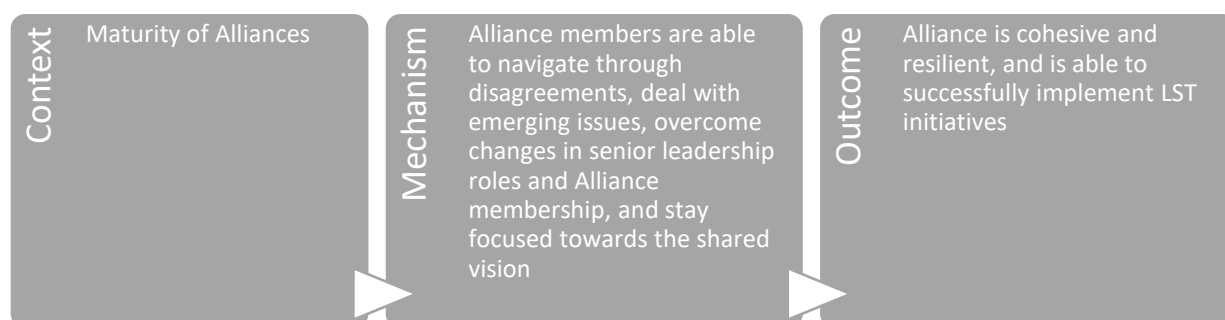 Context
Maturity of Alliances
Mechanism
Alliance members are able
to navigate through
disagreements, deal with
emerging issues, overcome
changes in senior leadership
roles and Alliance
membership, and stay
focused towards the shared
vision
Outcome
Alliance is cohesive and
resilient, and is able to
successfully implement LST
initiatives